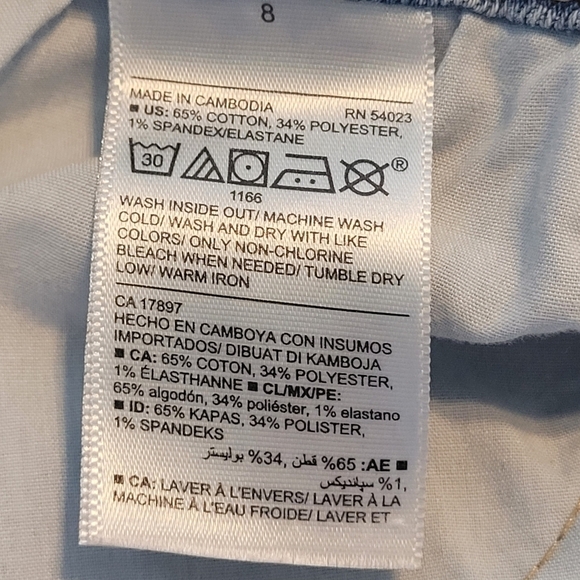 8
MADE IN CAMBODIA RN 54023
■ US: 65% COTTON, 34% POLYESTER,
1% SPANDEX/ELASTANE
30 ®
1166
WASH INSIDE OUT/ MACHINE WASH
COLD/ WASH AND DRY WITH LIKE
COLORS/ ONLY NON-CHLORINE
BLEACH WHEN NEEDED/ TUMBLE DRY
LOW/ WARM IRON
CA 17897
HECHO EN CAMBOYA CON INSUMOS
IMPORTADOS/ DIBUAT DI KAMBOJA
■ CA: 65% COTON, 34% POLYESTER,
1% ÉLASTHANNE ■ CL/MX/PE:
65% algodón, 34% poliéster, 1% elastano
■ ID: 65% KAPAS, 34% POLISTER,
1% SPANDEKS
■ AE: 65% قطن, 34% بوليستر
,1% سپانديكس
■ CA: LAVER À L'ENVERS/ LAVER À LA
MACHINE À L'EAU FROIDE/ LAVER ET